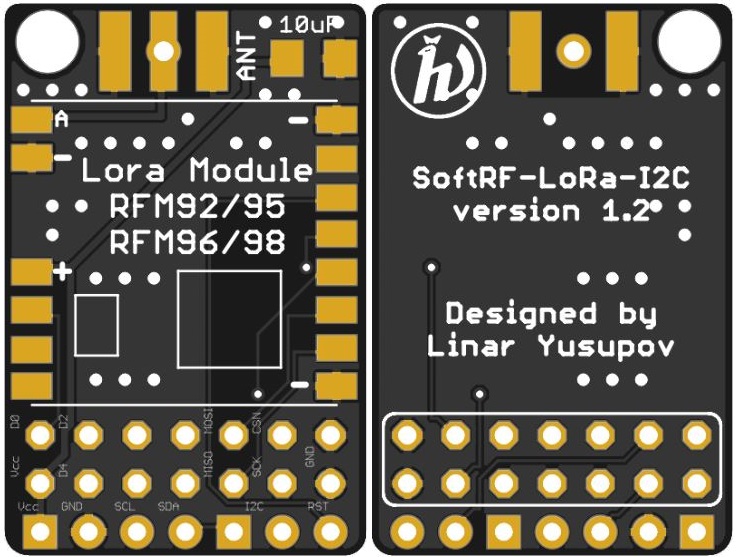 10uF
ANT
A
-
-
Lora Module
RFM92/95
RFM96/98
+
-
D0
D2
MOSI
CSN
Vcc
D4
MISO
SCK
GND
Vcc
GND
SCL
SDA
I2C
RST
SoftRF-LoRa-I2C
version 1.2
Designed by
Linar Yusupov